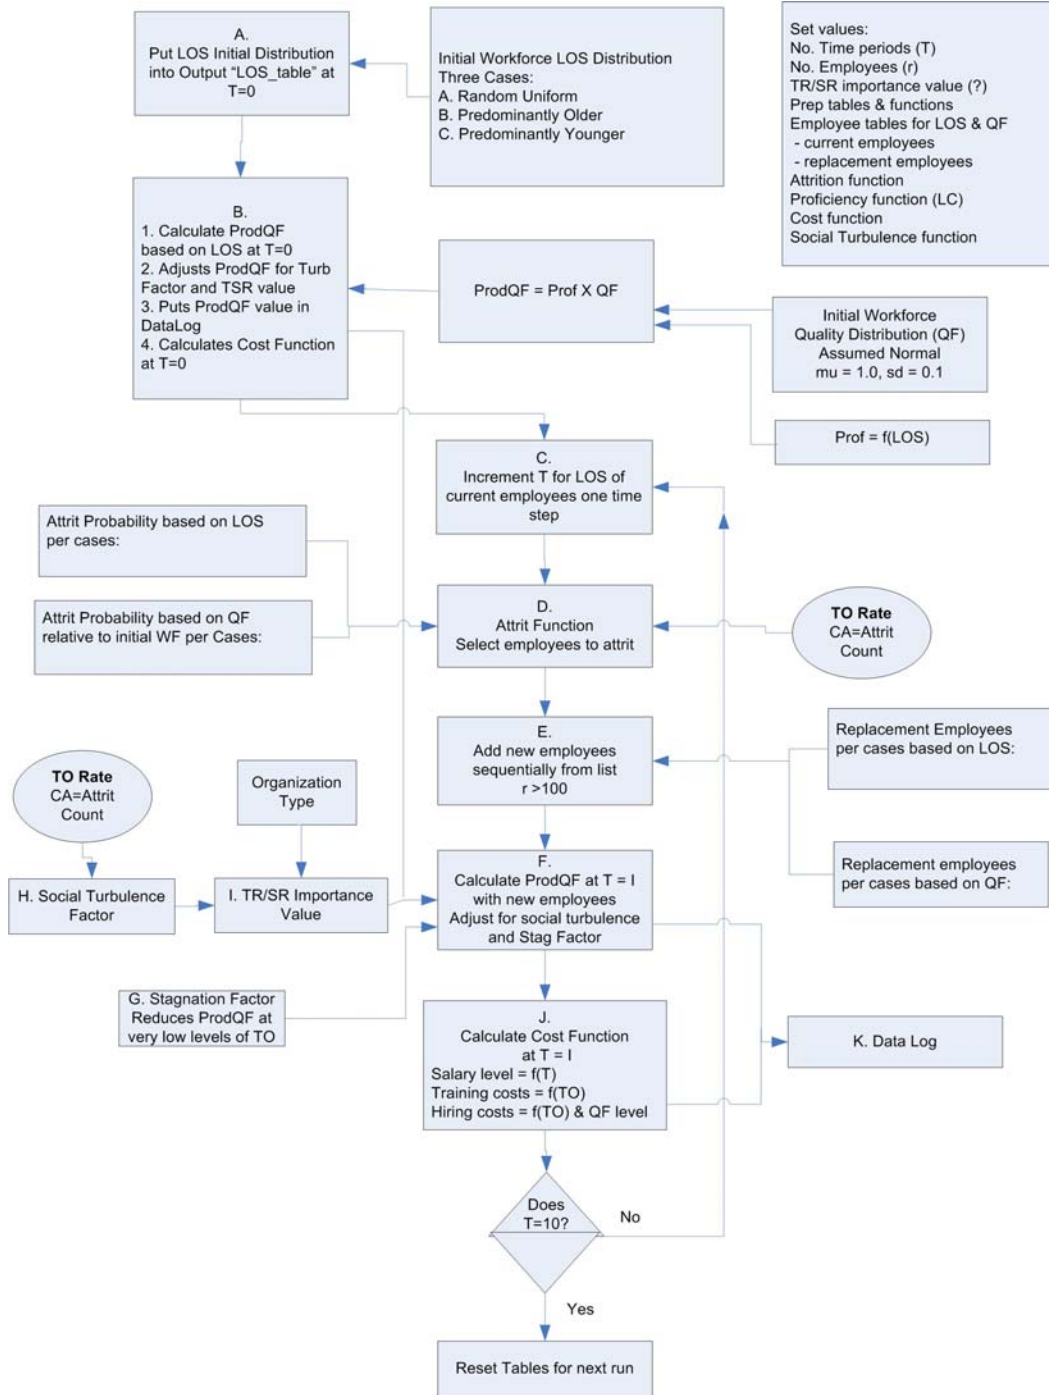 A.
Put LOS Initial Distribution
into Output “LOS_table” at
T=0
Initial Workforce LOS Distribution
Three Cases:
A. Random Uniform
B. Predominantly Older
C. Predominantly Younger
Set values:
No. Time periods (T)
No. Employees (r)
TR/SR importance value (?)
Prep tables & functions
Employee tables for LOS & QF
- current employees
- replacement employees
Attrition function
Proficiency function (LC)
Cost function
Social Turbulence function
B.
1. Calculate ProdQF
based on LOS at T=0
2. Adjusts ProdQF for Turb
Factor and TSR value
3. Puts ProdQF value in
DataLog
4. Calculates Cost Function
at T=0
ProdQF = Prof X QF
Initial Workforce
Quality Distribution (QF)
Assumed Normal
mu = 1.0, sd = 0.1
Prof = f(LOS)
C.
Increment T for LOS of
current employees one time
step
Attrit Probability based on LOS
per cases:
Attrit Probability based on QF
relative to initial WF per Cases:
D.
Attrit Function
Select employees to attrit
TO Rate
CA=Attrit
Count
E.
Add new employees
sequentially from list
r >100
Replacement Employees
per cases based on LOS:
Replacement employees
per cases based on QF:
TO Rate
CA=Attrit
Count
Organization
Type
H. Social Turbulence
Factor
I. TR/SR Importance
Value
F.
Calculate ProdQF at T = I
with new employees
Adjust for social turbulence
and Stag Factor
G. Stagnation Factor
Reduces ProdQF at
very low levels of TO
J.
Calculate Cost Function
at T = I
Salary level = f(T)
Training costs = f(TO)
Hiring costs = f(TO) & QF level
K. Data Log
Does
T=10?
No
Yes
Reset Tables for next run